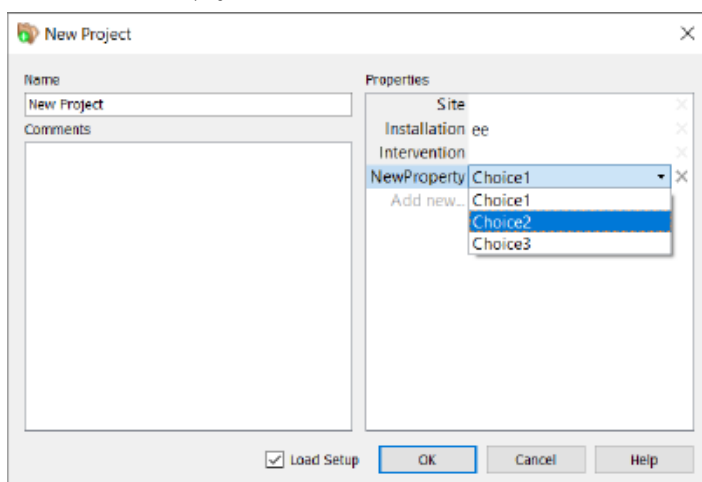 New Project
Name
New Project
Comments
Properties
Site
Installation ee
Intervention
NewProperty Choice1
Add new...
Choice1
Choice2
Choice3
Load Setup
OK
Cancel
Help